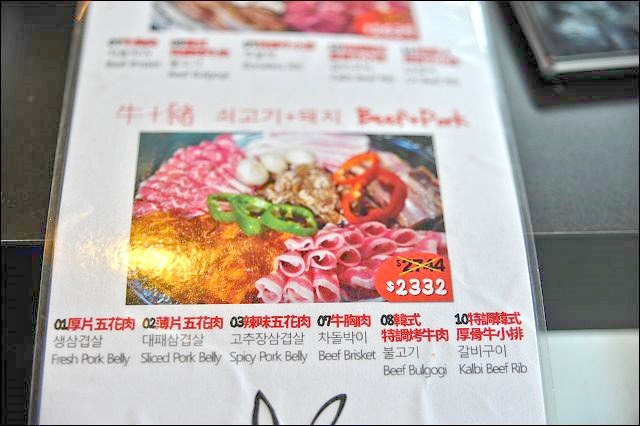 Beef Brisket
Beef Bulgogi
牛+豬 쇠고기+돼지 Beef+Pork
$2744
$2332
01厚片五花肉 02薄片五花肉 03辣味五花肉 07牛胸肉 08韓式 10特調韓式
特調烤牛肉 厚骨牛小排
생삼겹살 대패삼겹살 고추장삼겹살 차돌박이 불고기 갈비구이
Fresh Pork Belly Sliced Pork Belly Spicy Pork Belly Beef Brisket Beef Bulgogi Kalbi Beef Rib